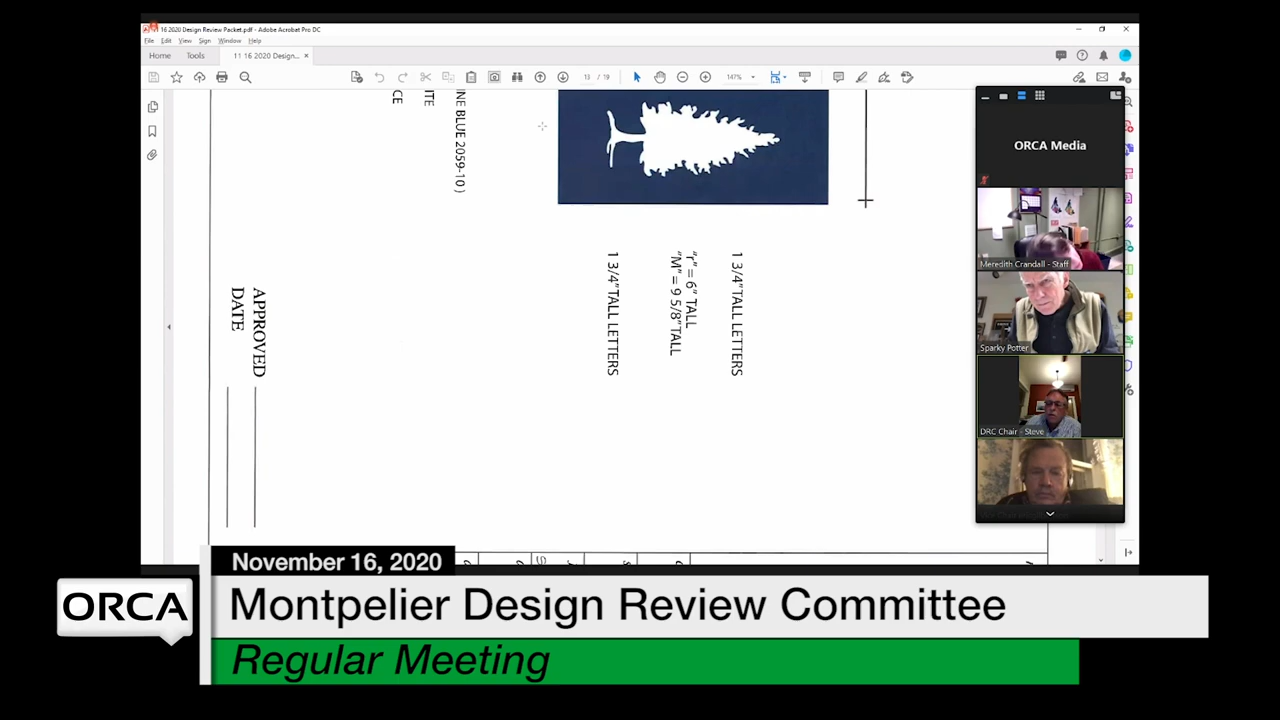 16 2020 Design Review Packet.pdf - Adobe Acrobat Pro DC
File Edit View Sign Window Help
Home Tools 11 16 2020 Design... ×
13 / 19 147%
CE
ITE
NE BLUE 2059-10 )
1 3/4" TALL LETTERS
"r" = 6" TALL
"M" = 9 5/8" TALL
1 3/4" TALL LETTERS
APPROVED
DATE
ORCA Media
Meredith Crandall - Staff
Sparky Potter
DRC Chair - Steve
November 16, 2020
ORCA
Montpelier Design Review Committee
Regular Meeting